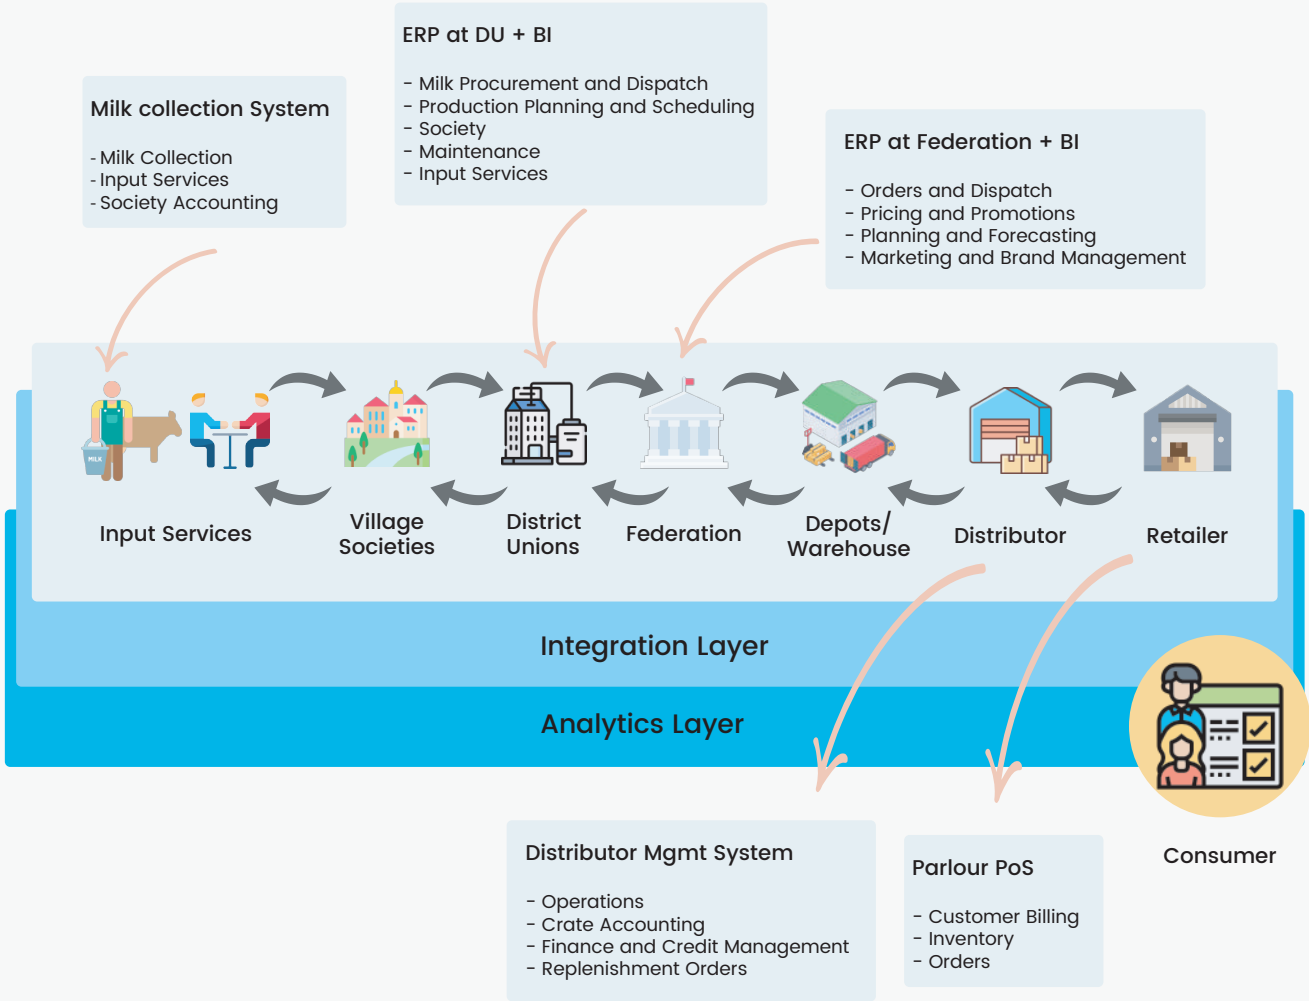 ERP at DU + BI
- Milk Procurement and Dispatch
- Production Planning and Scheduling
- Society
- Maintenance
- Input Services
Milk collection System
- Milk Collection
- Input Services
- Society Accounting
ERP at Federation + BI
- Orders and Dispatch
- Pricing and Promotions
- Planning and Forecasting
- Marketing and Brand Management
MILK
Input Services
Village
Societies
District
Unions
Federation
Depots/
Warehouse
Distributor
Retailer
Integration Layer
Analytics Layer
Consumer
Distributor Mgmt System
- Operations
- Crate Accounting
- Finance and Credit Management
- Replenishment Orders
Parlour PoS
- Customer Billing
- Inventory
- Orders